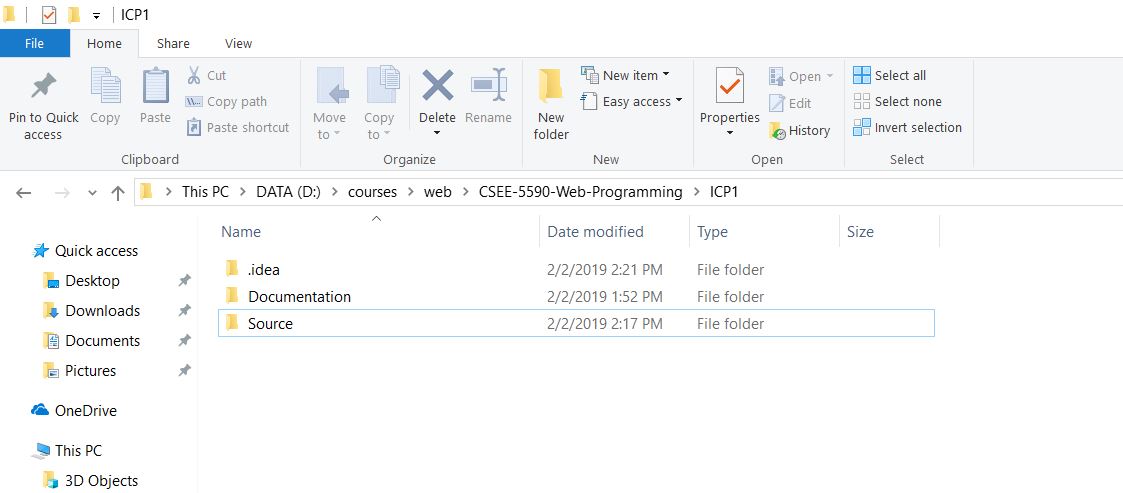 ICP1
File Home Share View
Pin to Quick access
Copy
Paste
Cut
Copy path
Paste shortcut
Clipboard
Move to
Copy to
Delete
Rename
Organize
New folder
New item
Easy access
New
Properties
Open
Edit
History
Open
Select all
Select none
Invert selection
Select
This PC DATA (D:) courses web CSEE-5590-Web-Programming ICP1
Name Date modified Type Size
Quick access
Desktop
Downloads
Documents
Pictures
OneDrive
This PC
3D Objects
.idea 2/2/2019 2:21 PM File folder
Documentation 2/2/2019 1:52 PM File folder
Source 2/2/2019 2:17 PM File folder